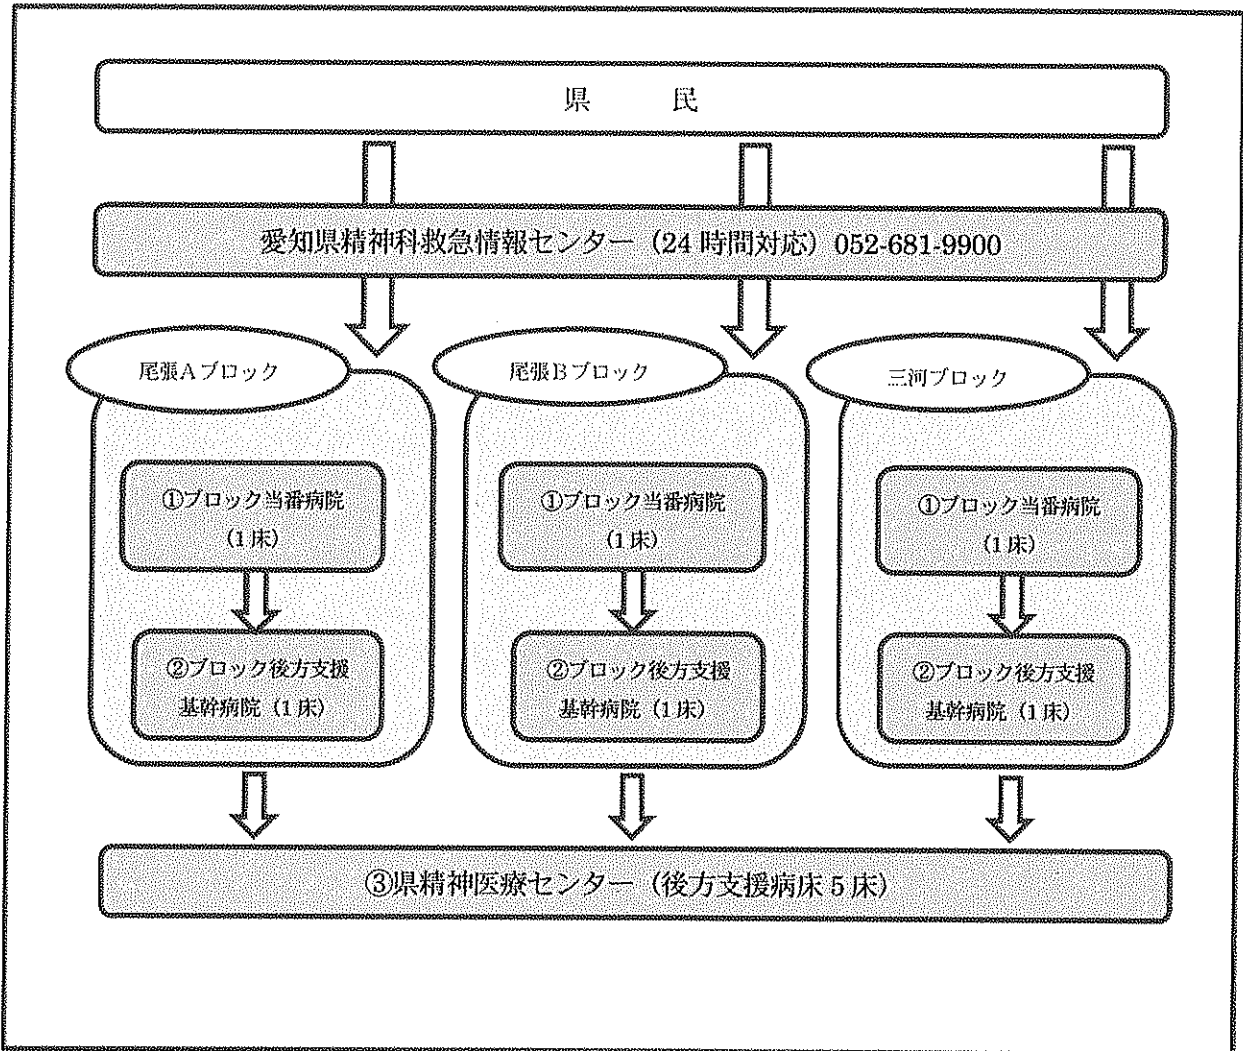 県　　民
愛知県精神科救急情報センター（24時間対応）052-681-9900
尾張Aブロック
①ブロック当番病院
（1床）
②ブロック後方支援
基幹病院（1床）
尾張Bブロック
①ブロック当番病院
（1床）
②ブロック後方支援
基幹病院（1床）
三河ブロック
①ブロック当番病院
（1床）
②ブロック後方支援
基幹病院（1床）
③県精神医療センター（後方支援病床5床）